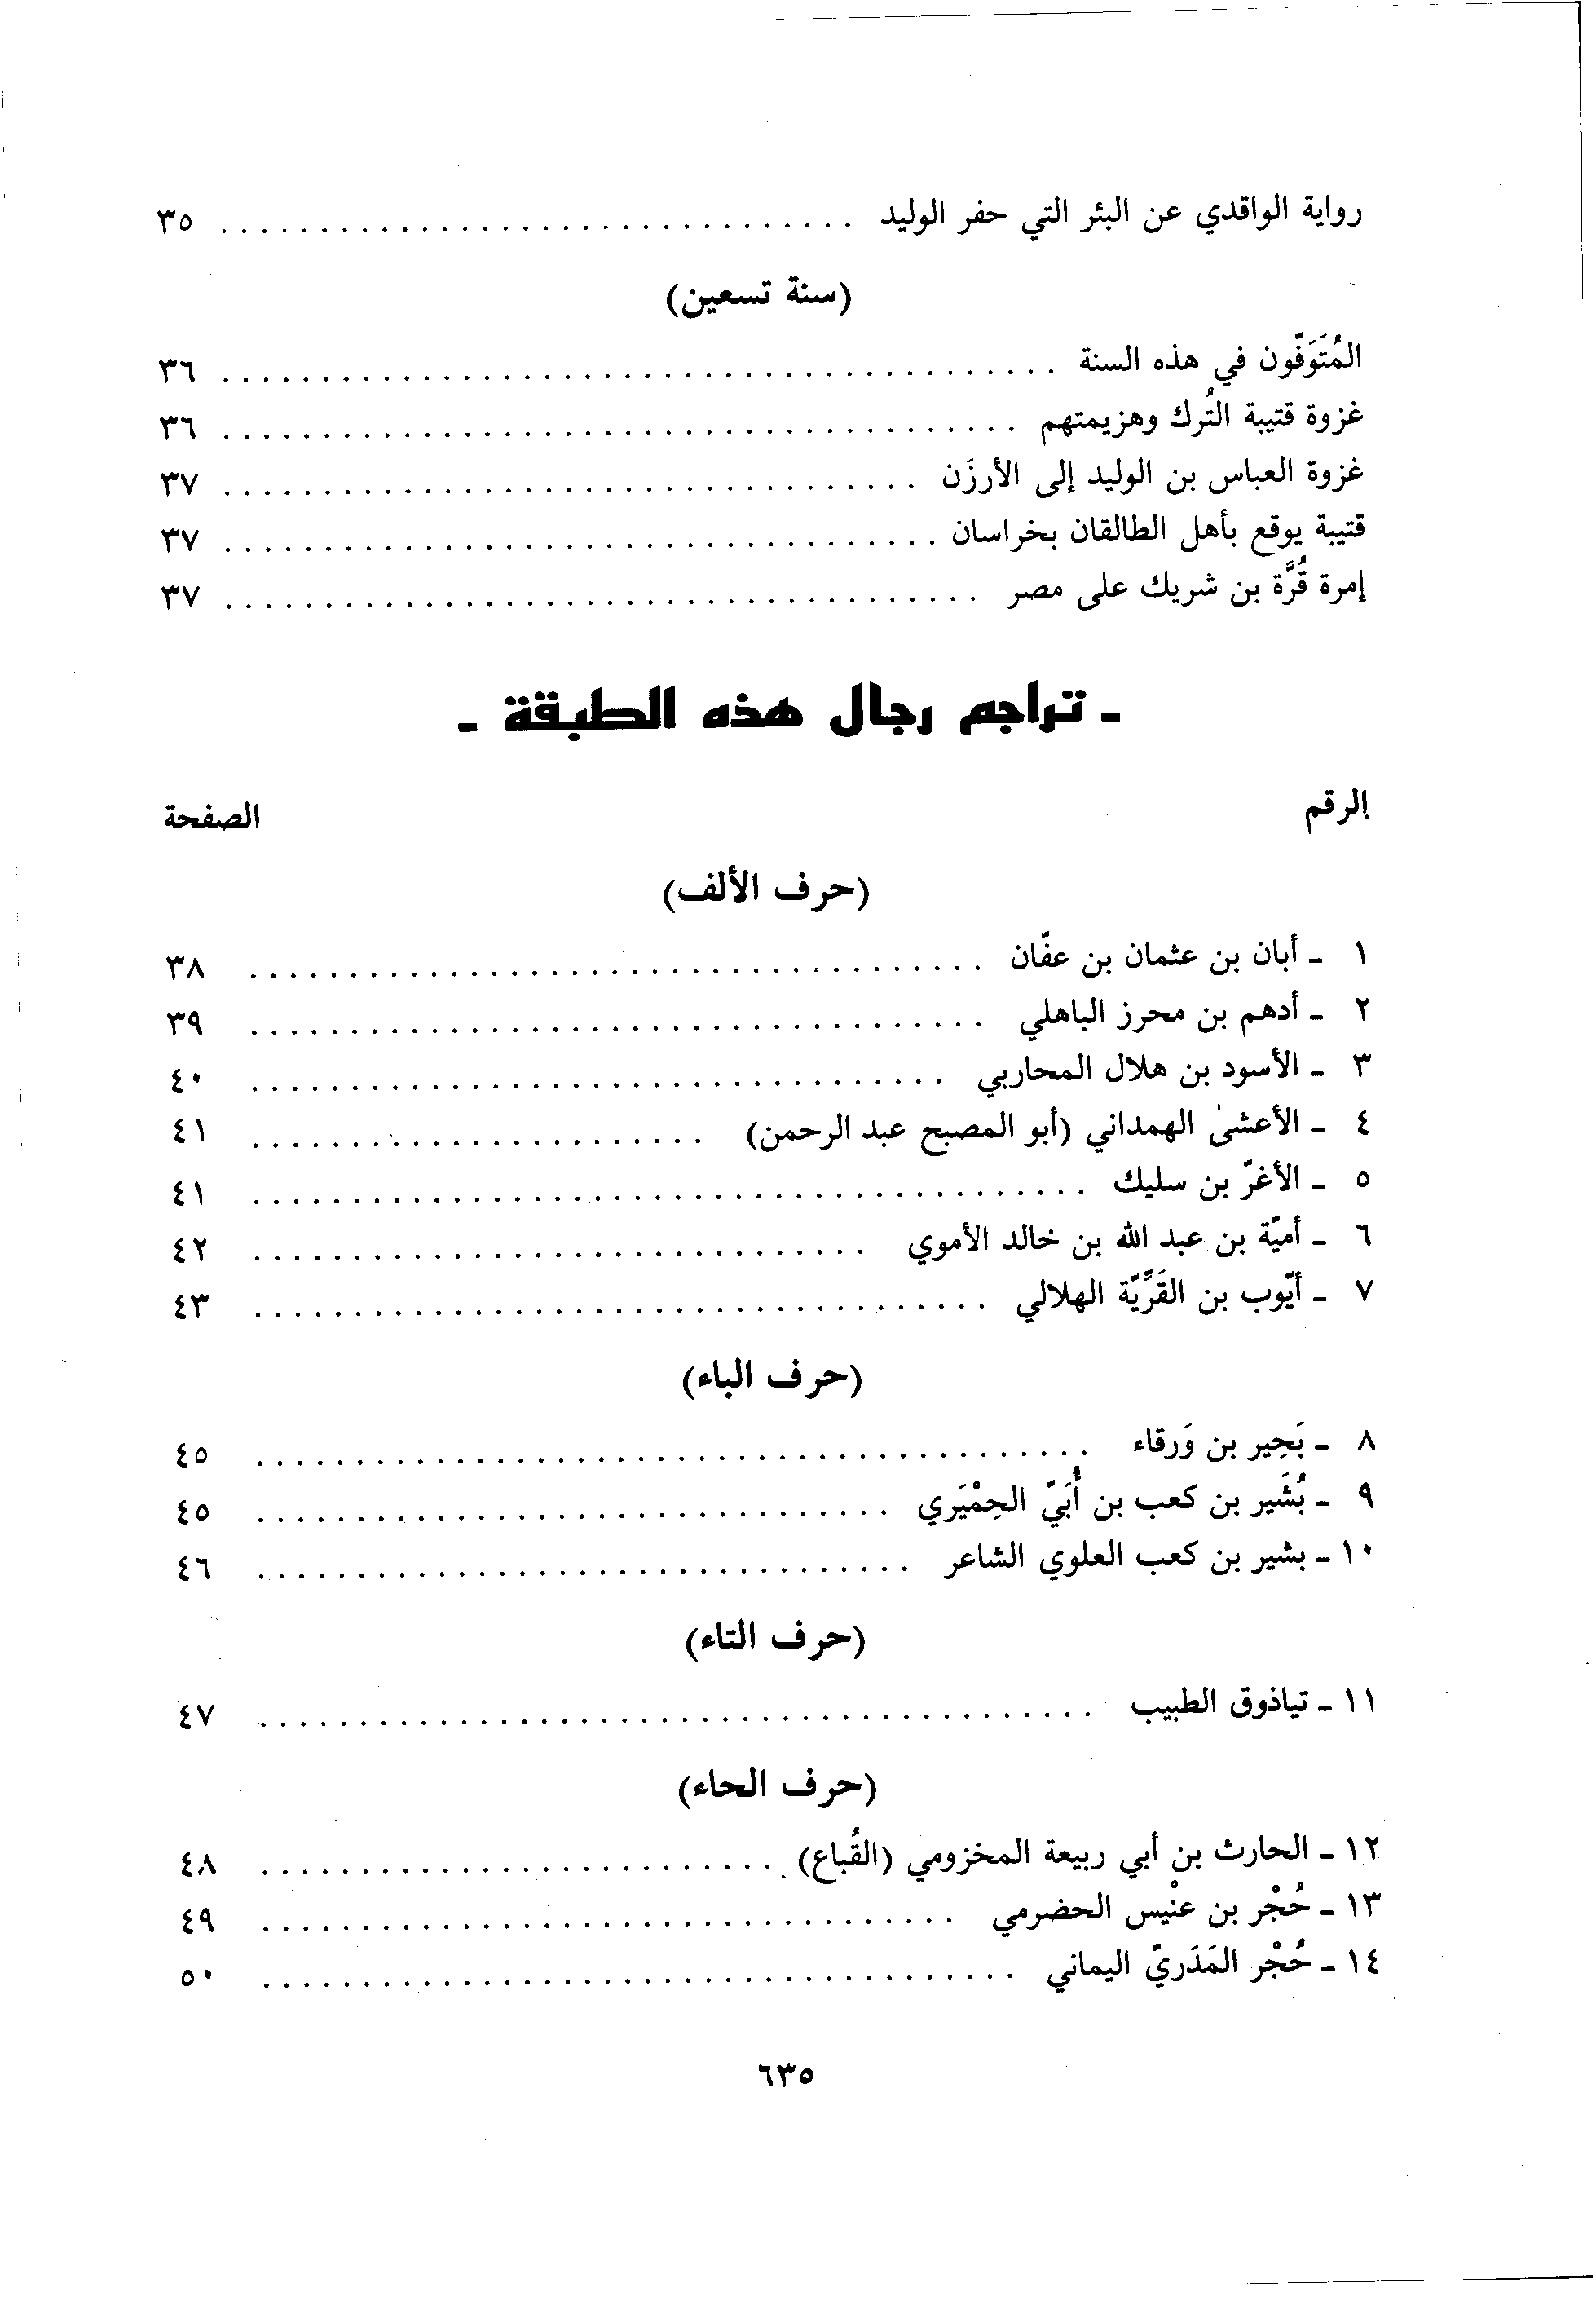 رواية الواقدي عن البئر التي حفر الوليد . . . . . . . . . . . . . . . . . . . . ٣٥
(سنة تسعين)
المُتَوَفّون في هذه السنة . . . . . . . . . . . . . . . . . . . . ٣٦
غزوة قتيبة التُرك وهزيمتهم . . . . . . . . . . . . . . . . . . . . ٣٦
غزوة العباس بن الوليد إلى الأرزَن . . . . . . . . . . . . . . . . . . . . ٣٧
قتيبة يوقع بأهل الطالقان بخراسان . . . . . . . . . . . . . . . . . . . . ٣٧
إمرة قُرَّة بن شريك على مصر . . . . . . . . . . . . . . . . . . . . ٣٧
ـ تراجم رجال هذه الطبقة ـ
الرقم الصفحة
(حرف الألف)
١ ـ أبان بن عثمان بن عفّان . . . . . . . . . . . . . . . . . . . . ٣٨
٢ ـ أدهم بن محرز الباهلي . . . . . . . . . . . . . . . . . . . . ٣٩
٣ ـ الأسود بن هلال المحاربي . . . . . . . . . . . . . . . . . . . . ٤٠
٤ ـ الأعشىٰ الهمداني (أبو المصبح عبد الرحمن) . . . . . . . . . . . . . . . . . . . . ٤١
٥ ـ الأغرّ بن سليك . . . . . . . . . . . . . . . . . . . . ٤١
٦ ـ أميّة بن عبد الله بن خالد الأموي . . . . . . . . . . . . . . . . . . . . ٤٢
٧ ـ أيّوب بن القَرِّيّة الهلالي . . . . . . . . . . . . . . . . . . . . ٤٣
(حرف الباء)
٨ ـ بَحِير بن وَرقاء . . . . . . . . . . . . . . . . . . . . ٤٥
٩ ـ بُشَير بن كعب بن أُبَيّ الحِمْيَري . . . . . . . . . . . . . . . . . . . . ٤٥
١٠ ـ بشير بن كعب العلوي الشاعر . . . . . . . . . . . . . . . . . . . . ٤٦
(حرف التاء)
١١ ـ تياذوق الطبيب . . . . . . . . . . . . . . . . . . . . ٤٧
(حرف الحاء)
١٢ ـ الحارث بن أبي ربيعة المخزومي (القُباع) . . . . . . . . . . . . . . . . . . . . ٤٨
١٣ ـ حُجْر بن عنْيس الحضرمي . . . . . . . . . . . . . . . . . . . . ٤٩
١٤ ـ حُجْر المَدَريّ اليماني . . . . . . . . . . . . . . . . . . . . ٥٠
٦٣٥